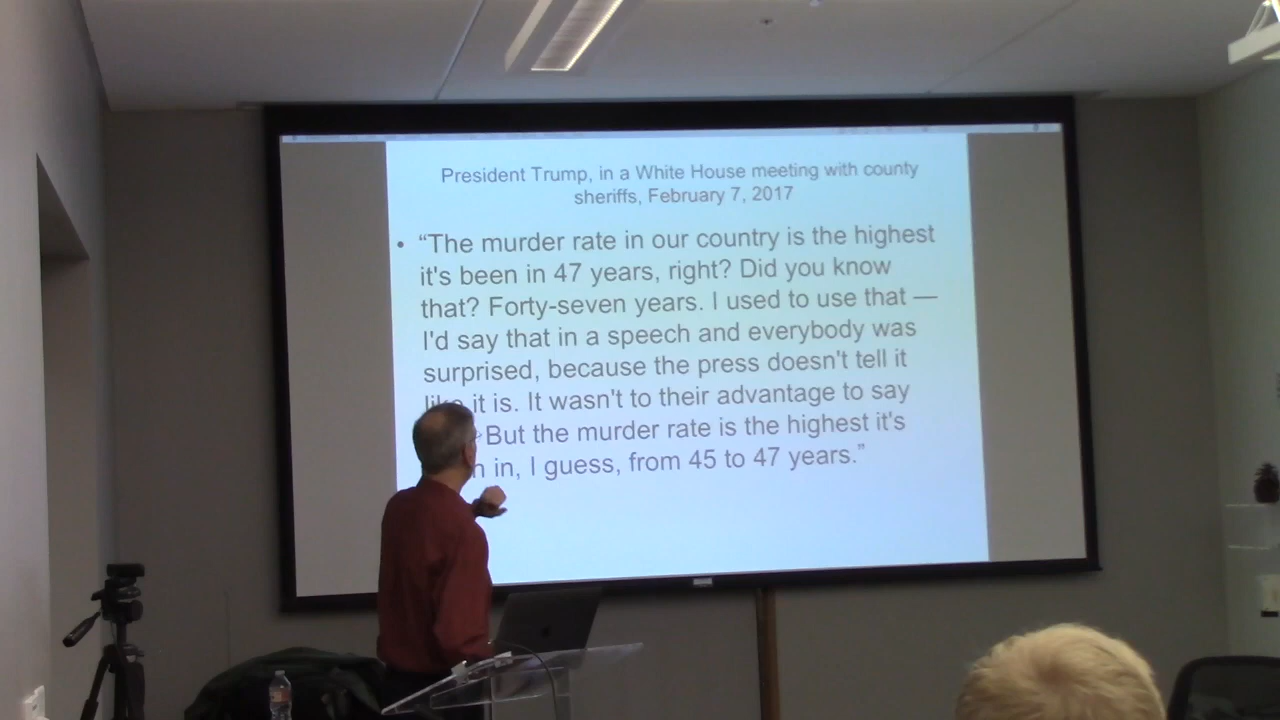 President Trump, in a White House meeting with county
sheriffs, February 7, 2017
• “The murder rate in our country is the highest
it's been in 47 years, right? Did you know
that? Forty-seven years. I used to use that —
I'd say that in a speech and everybody was
surprised, because the press doesn't tell it
like it is. It wasn't to their advantage to say
But the murder rate is the highest it's
in, I guess, from 45 to 47 years.”